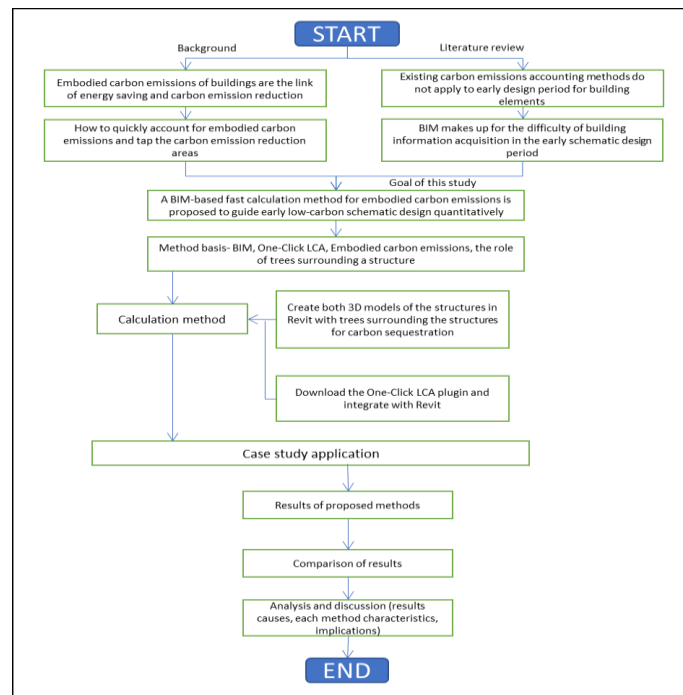 START
Background
Literature review
Embodied carbon emissions of buildings are the link
of energy saving and carbon emission reduction
Existing carbon emissions accounting methods do
not apply to early design period for building
elements
How to quickly account for embodied carbon
emissions and tap the carbon emission reduction
areas
BIM makes up for the difficulty of building
information acquisition in the early schematic design
period
Goal of this study
A BIM-based fast calculation method for embodied carbon emissions is
proposed to guide early low-carbon schematic design quantitatively
Method basis- BIM, One-Click LCA, Embodied carbon emissions, the role
of trees surrounding a structure
Calculation method
Create both 3D models of the structures in
Revit with trees surrounding the structures
for carbon sequestration
Download the One-Click LCA plugin and
integrate with Revit
Case study application
Results of proposed methods
Comparison of results
Analysis and discussion (results
causes, each method characteristics,
implications)
END